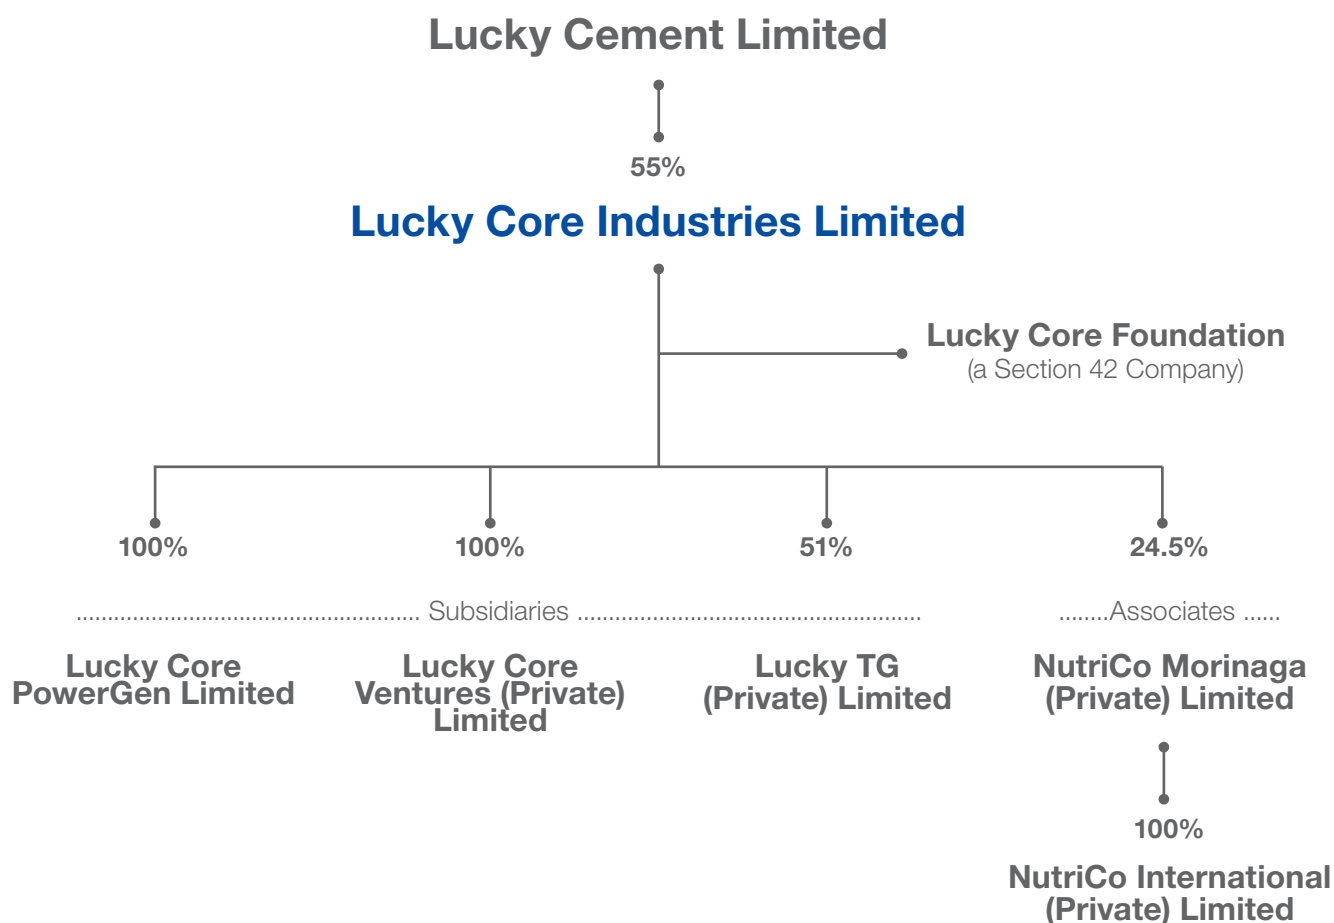 Lucky Cement Limited
55%
Lucky Core Industries Limited
Lucky Core Foundation
(a Section 42 Company)
100%
100%
51%
24.5%
........................................................ Subsidiaries ........................................................
........Associates ......
Lucky Core
PowerGen Limited
Lucky Core
Ventures (Private)
Limited
Lucky TG
(Private) Limited
NutriCo Morinaga
(Private) Limited
100%
NutriCo International
(Private) Limited